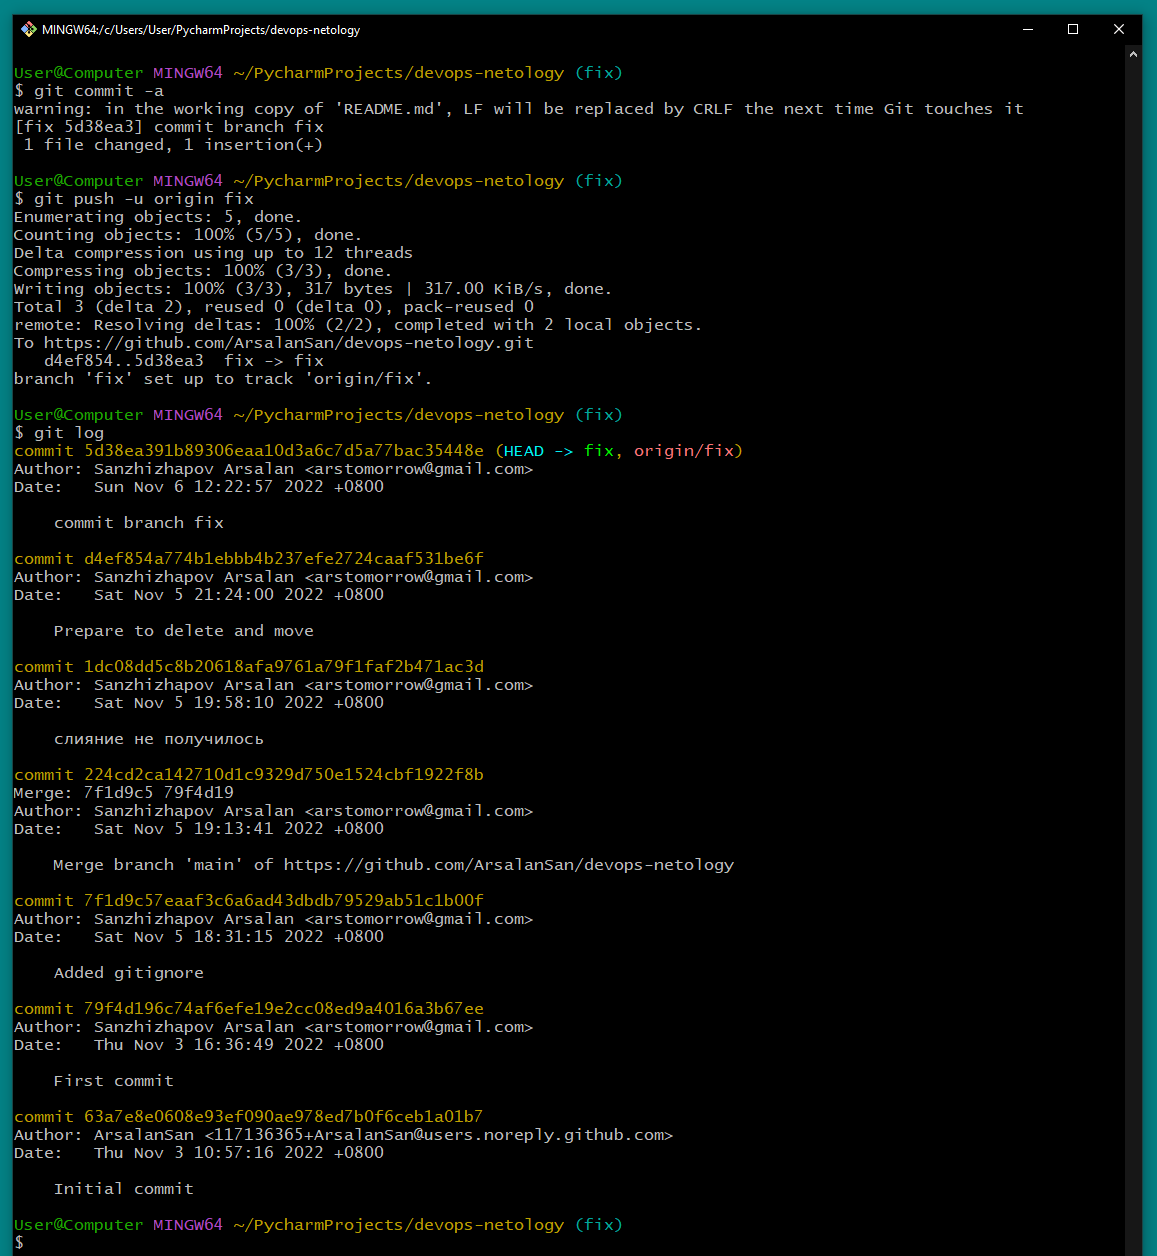 MINGW64:/c/Users/User/PycharmProjects/devops-netology
User@Computer MINGW64 ~/PycharmProjects/devops-netology (fix)
$ git commit -a
warning: in the working copy of 'README.md', LF will be replaced by CRLF the next time Git touches it
[fix 5d38ea3] commit branch fix
 1 file changed, 1 insertion(+)
User@Computer MINGW64 ~/PycharmProjects/devops-netology (fix)
$ git push -u origin fix
Enumerating objects: 5, done.
Counting objects: 100% (5/5), done.
Delta compression using up to 12 threads
Compressing objects: 100% (3/3), done.
Writing objects: 100% (3/3), 317 bytes | 317.00 KiB/s, done.
Total 3 (delta 2), reused 0 (delta 0), pack-reused 0
remote: Resolving deltas: 100% (2/2), completed with 2 local objects.
To https://github.com/ArsalanSan/devops-netology.git
   d4ef854..5d38ea3  fix -> fix
branch 'fix' set up to track 'origin/fix'.
User@Computer MINGW64 ~/PycharmProjects/devops-netology (fix)
$ git log
commit 5d38ea391b89306eaa10d3a6c7d5a77bac35448e (HEAD -> fix, origin/fix)
Author: Sanzhizhapov Arsalan <arstomorrow@gmail.com>
Date:   Sun Nov 6 12:22:57 2022 +0800
    commit branch fix
commit d4ef854a774b1ebbb4b237efe2724caaf531be6f
Author: Sanzhizhapov Arsalan <arstomorrow@gmail.com>
Date:   Sat Nov 5 21:24:00 2022 +0800
    Prepare to delete and move
commit 1dc08dd5c8b20618afa9761a79f1faf2b471ac3d
Author: Sanzhizhapov Arsalan <arstomorrow@gmail.com>
Date:   Sat Nov 5 19:58:10 2022 +0800
    слияние не получилось
commit 224cd2ca142710d1c9329d750e1524cbf1922f8b
Merge: 7f1d9c5 79f4d19
Author: Sanzhizhapov Arsalan <arstomorrow@gmail.com>
Date:   Sat Nov 5 19:13:41 2022 +0800
    Merge branch 'main' of https://github.com/ArsalanSan/devops-netology
commit 7f1d9c57eaaf3c6a6ad43dbdb79529ab51c1b00f
Author: Sanzhizhapov Arsalan <arstomorrow@gmail.com>
Date:   Sat Nov 5 18:31:15 2022 +0800
    Added gitignore
commit 79f4d196c74af6efe19e2cc08ed9a4016a3b67ee
Author: Sanzhizhapov Arsalan <arstomorrow@gmail.com>
Date:   Thu Nov 3 16:36:49 2022 +0800
    First commit
commit 63a7e8e0608e93ef090ae978ed7b0f6ceb1a01b7
Author: ArsalanSan <117136365+ArsalanSan@users.noreply.github.com>
Date:   Thu Nov 3 10:57:16 2022 +0800
    Initial commit
User@Computer MINGW64 ~/PycharmProjects/devops-netology (fix)
$